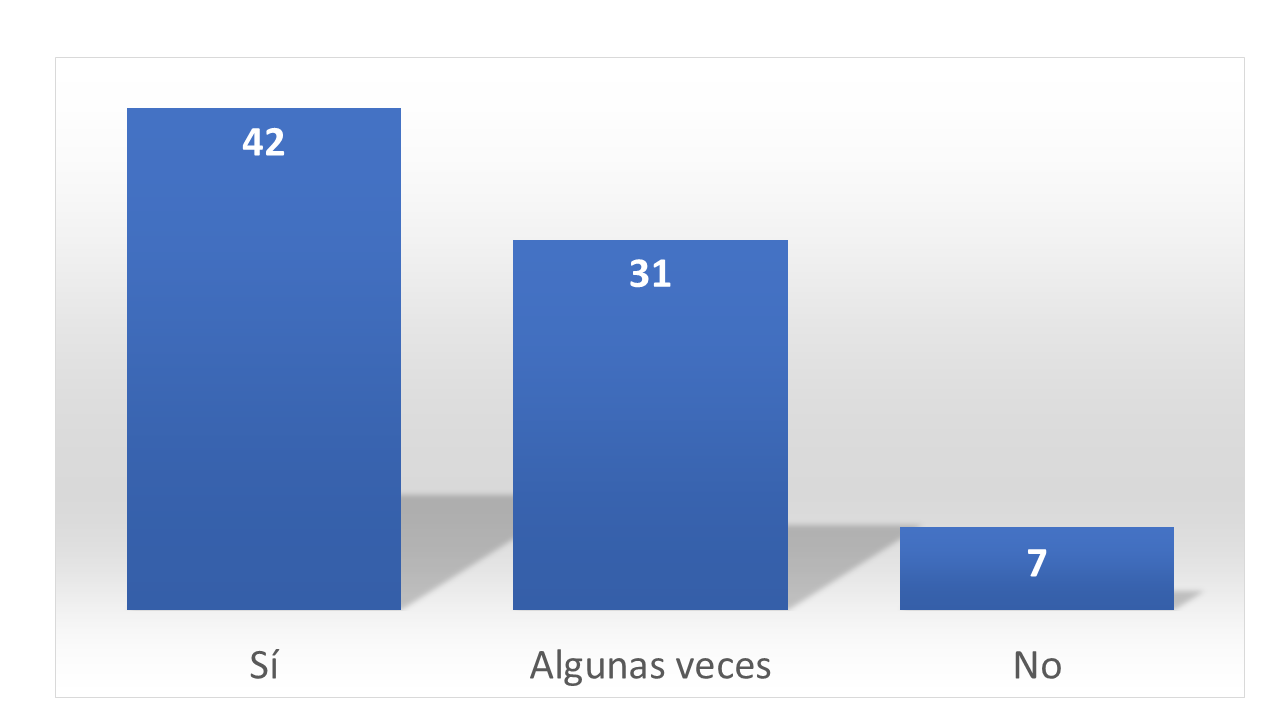 42
31
7
Sí
Algunas veces
No